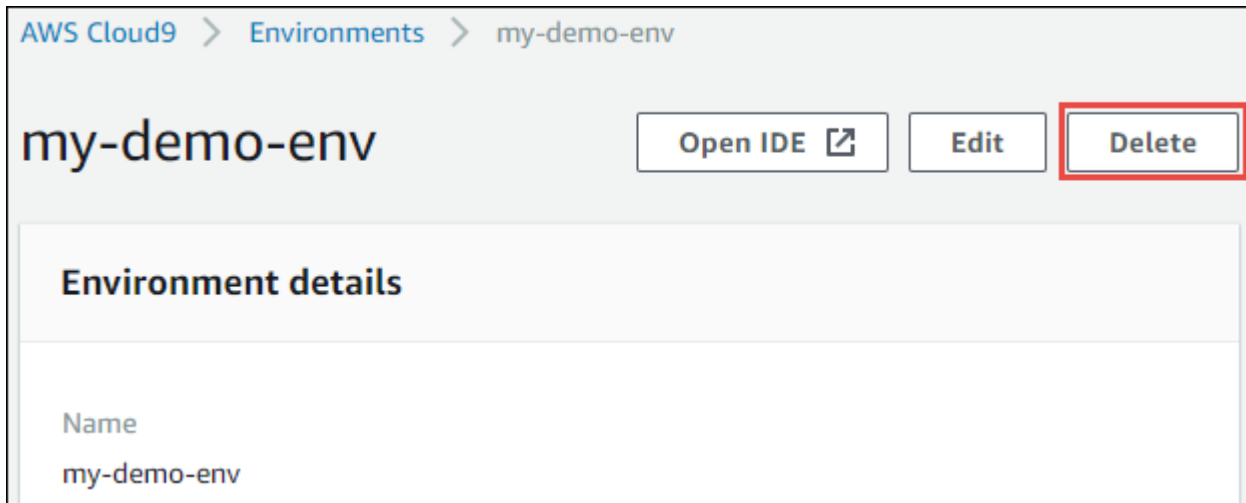 AWS Cloud9 > Environments > my-demo-env
my-demo-env
Open IDE
Edit
Delete
Environment details
Name
my-demo-env